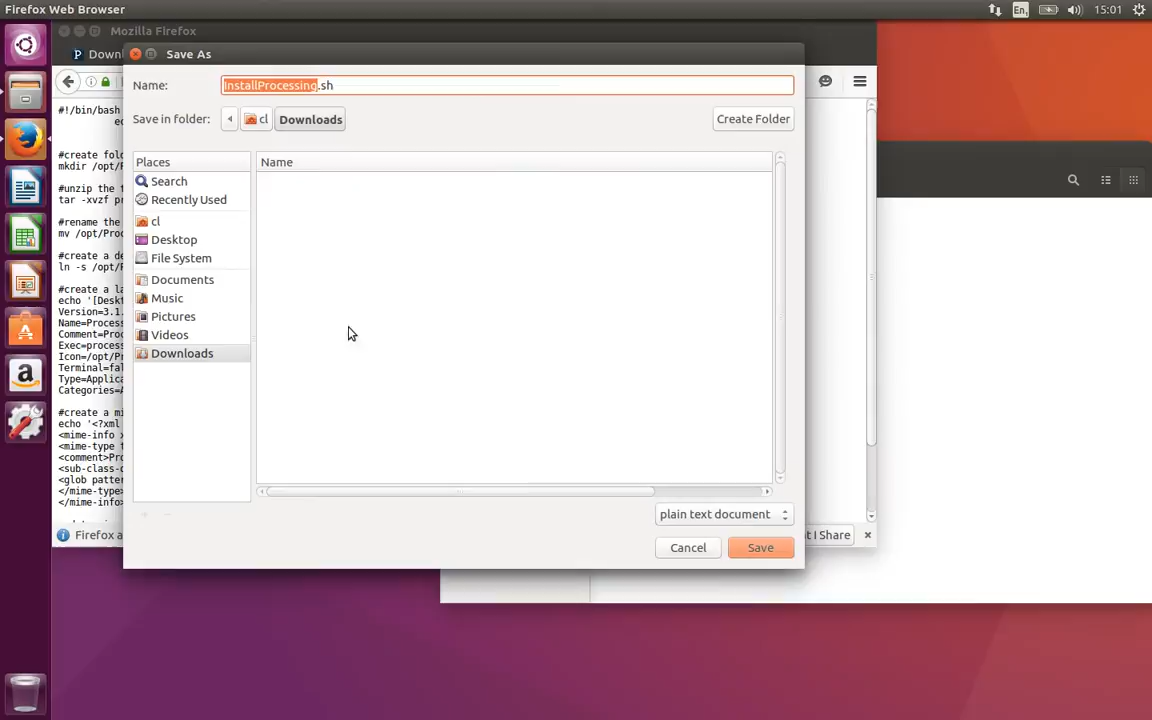 Firefox Web Browser
En
15:01
Mozilla Firefox
P Downl
Save As
Name:
InstallProcessing.sh
Save in folder:
cl
Downloads
Create Folder
Places
Name
Search
Recently Used
cl
Desktop
File System
Documents
Music
Pictures
Videos
Downloads
plain text document
Cancel
Save
#!/bin/bash
ec
#create fol
mkdir /opt/P
#unzip the t
tar -xvzf pr
#rename the
mv /opt/Proc
#create a de
ln -s /opt/P
#create a la
echo '[Deskt
Version=3.1.
Name=Process
Comment=Proc
Exec=process
Icon=/opt/Pr
Terminal=fal
Type=Applica
Categories=A
#create a mi
echo '<?xml
<mime-info x
<mime-type t
<comment>Pro
<sub-class-o
<glob patter
</mime-type>
</mime-info>
Firefox a
t I Share